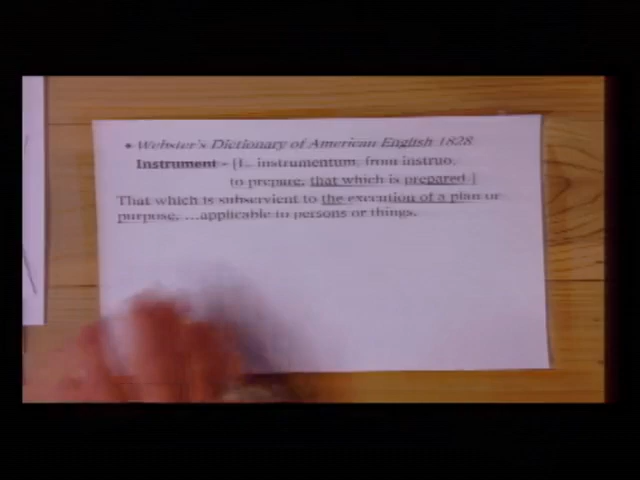 • Webster's Dictionary of American English 1828
Instrument - [L. instrumentum, from instruo,
to prepare, that which is prepared.]
That which is subservient to the execution of a plan or
purpose, ...applicable to persons or things.